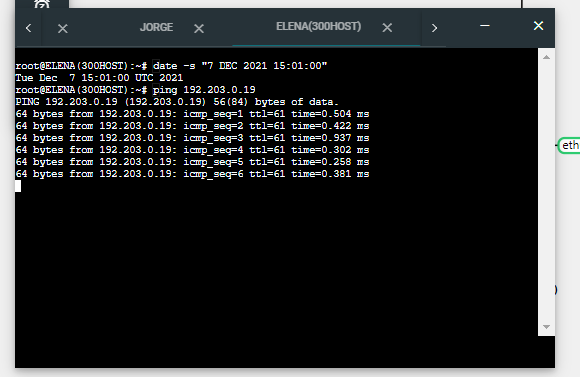 JORGE
ELENA(300HOST)
root@ELENA(300HOST):~# date -s "7 DEC 2021 15:01:00"
Tue Dec  7 15:01:00 UTC 2021
root@ELENA(300HOST):~# ping 192.203.0.19
PING 192.203.0.19 (192.203.0.19) 56(84) bytes of data.
64 bytes from 192.203.0.19: icmp_seq=1 ttl=61 time=0.504 ms
64 bytes from 192.203.0.19: icmp_seq=2 ttl=61 time=0.422 ms
64 bytes from 192.203.0.19: icmp_seq=3 ttl=61 time=0.937 ms
64 bytes from 192.203.0.19: icmp_seq=4 ttl=61 time=0.302 ms
64 bytes from 192.203.0.19: icmp_seq=5 ttl=61 time=0.258 ms
64 bytes from 192.203.0.19: icmp_seq=6 ttl=61 time=0.381 ms
eth
)